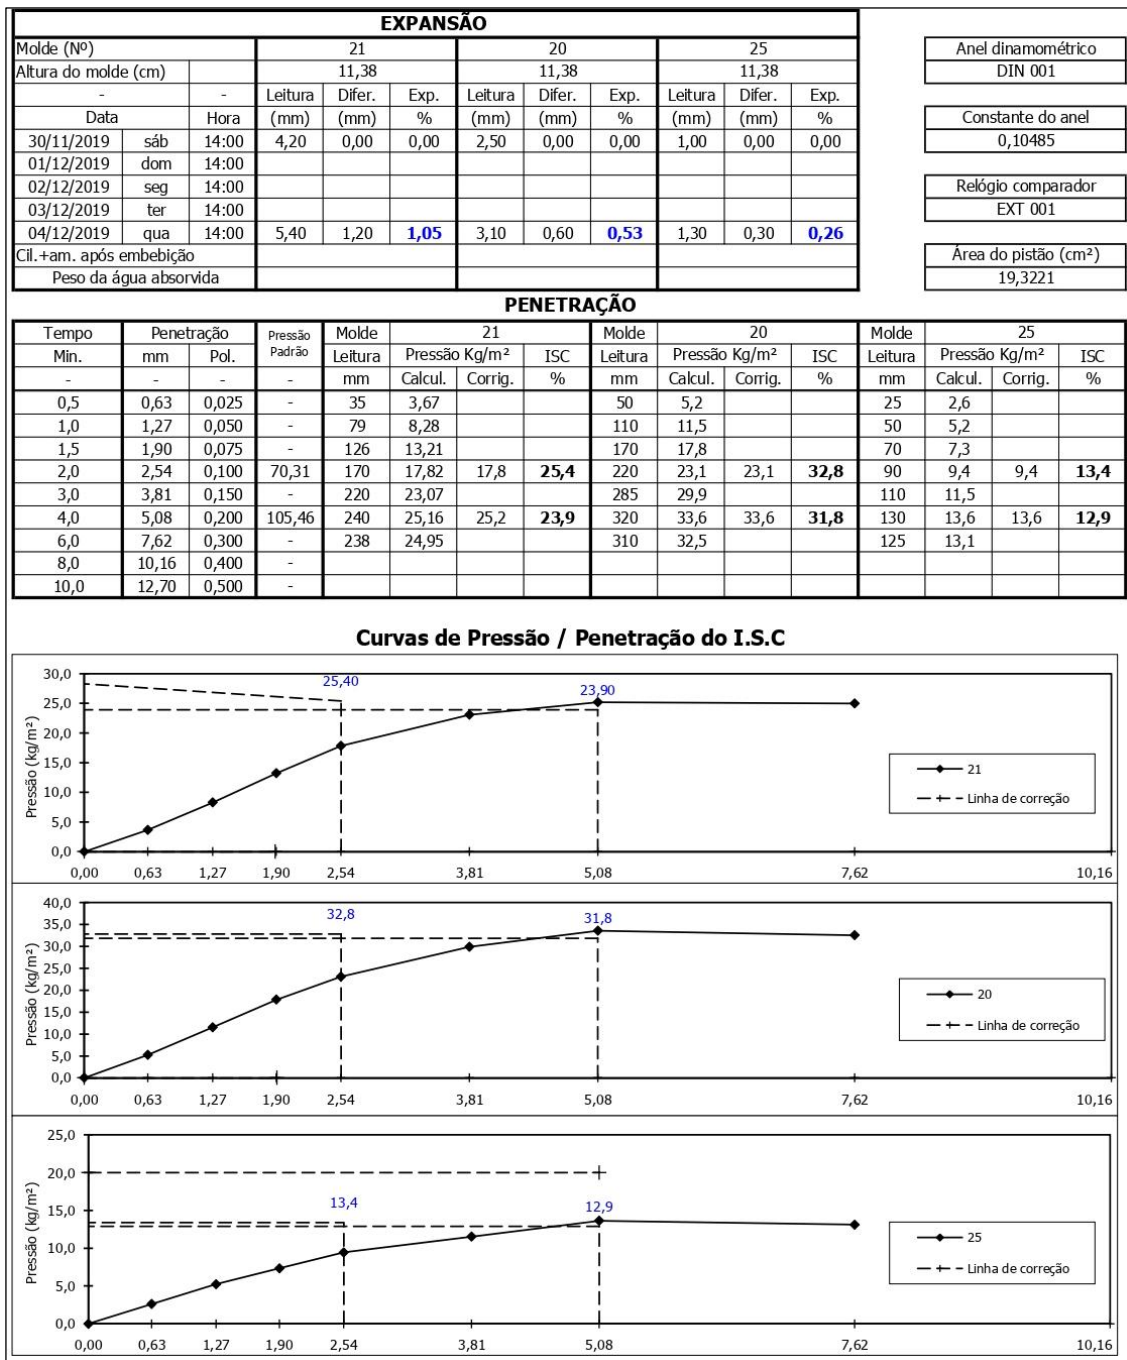 EXPANSÃO
Molde (Nº) 21 20 25
Altura do molde (cm) 11,38 11,38 11,38
- - Leitura Difer. Exp. Leitura Difer. Exp. Leitura Difer. Exp.
Data Hora (mm) (mm) % (mm) (mm) % (mm) (mm) %
30/11/2019 sáb 14:00 4,20 0,00 0,00 2,50 0,00 0,00 1,00 0,00 0,00
01/12/2019 dom 14:00
02/12/2019 seg 14:00
03/12/2019 ter 14:00
04/12/2019 qua 14:00 5,40 1,20 1,05 3,10 0,60 0,53 1,30 0,30 0,26
Cil.+am. após embebição
Peso da água absorvida
Anel dinamométrico
DIN 001
Constante do anel
0,10485
Relógio comparador
EXT 001
Área do pistão (cm²)
19,3221
PENETRAÇÃO
Tempo Penetração Pressão Padrão Molde 21 Molde 20 Molde 25
Min. mm Pol. Leitura Pressão Kg/m² ISC Leitura Pressão Kg/m² ISC Leitura Pressão Kg/m² ISC
- - - - mm Calcul. Corrig. % mm Calcul. Corrig. % mm Calcul. Corrig. %
0,5 0,63 0,025 - 35 3,67 50 5,2 25 2,6
1,0 1,27 0,050 - 79 8,28 110 11,5 50 5,2
1,5 1,90 0,075 - 126 13,21 170 17,8 70 7,3
2,0 2,54 0,100 70,31 170 17,82 17,8 25,4 220 23,1 23,1 32,8 90 9,4 9,4 13,4
3,0 3,81 0,150 - 220 23,07 285 29,9 110 11,5
4,0 5,08 0,200 105,46 240 25,16 25,2 23,9 320 33,6 33,6 31,8 130 13,6 13,6 12,9
6,0 7,62 0,300 - 238 24,95 310 32,5 125 13,1
8,0 10,16 0,400 -
10,0 12,70 0,500 -
Curvas de Pressão / Penetração do I.S.C
Pressão (kg/m²)
30,0
25,0
20,0
15,0
10,0
5,0
0,0
25,40
23,90
21
Linha de correção
0,00 0,63 1,27 1,90 2,54 3,81 5,08 7,62 10,16
Pressão (kg/m²)
40,0
35,0
30,0
25,0
20,0
15,0
10,0
5,0
0,0
32,8
31,8
20
Linha de correção
0,00 0,63 1,27 1,90 2,54 3,81 5,08 7,62 10,16
Pressão (kg/m²)
25,0
20,0
15,0
10,0
5,0
0,0
13,4
12,9
25
Linha de correção
0,00 0,63 1,27 1,90 2,54 3,81 5,08 7,62 10,16